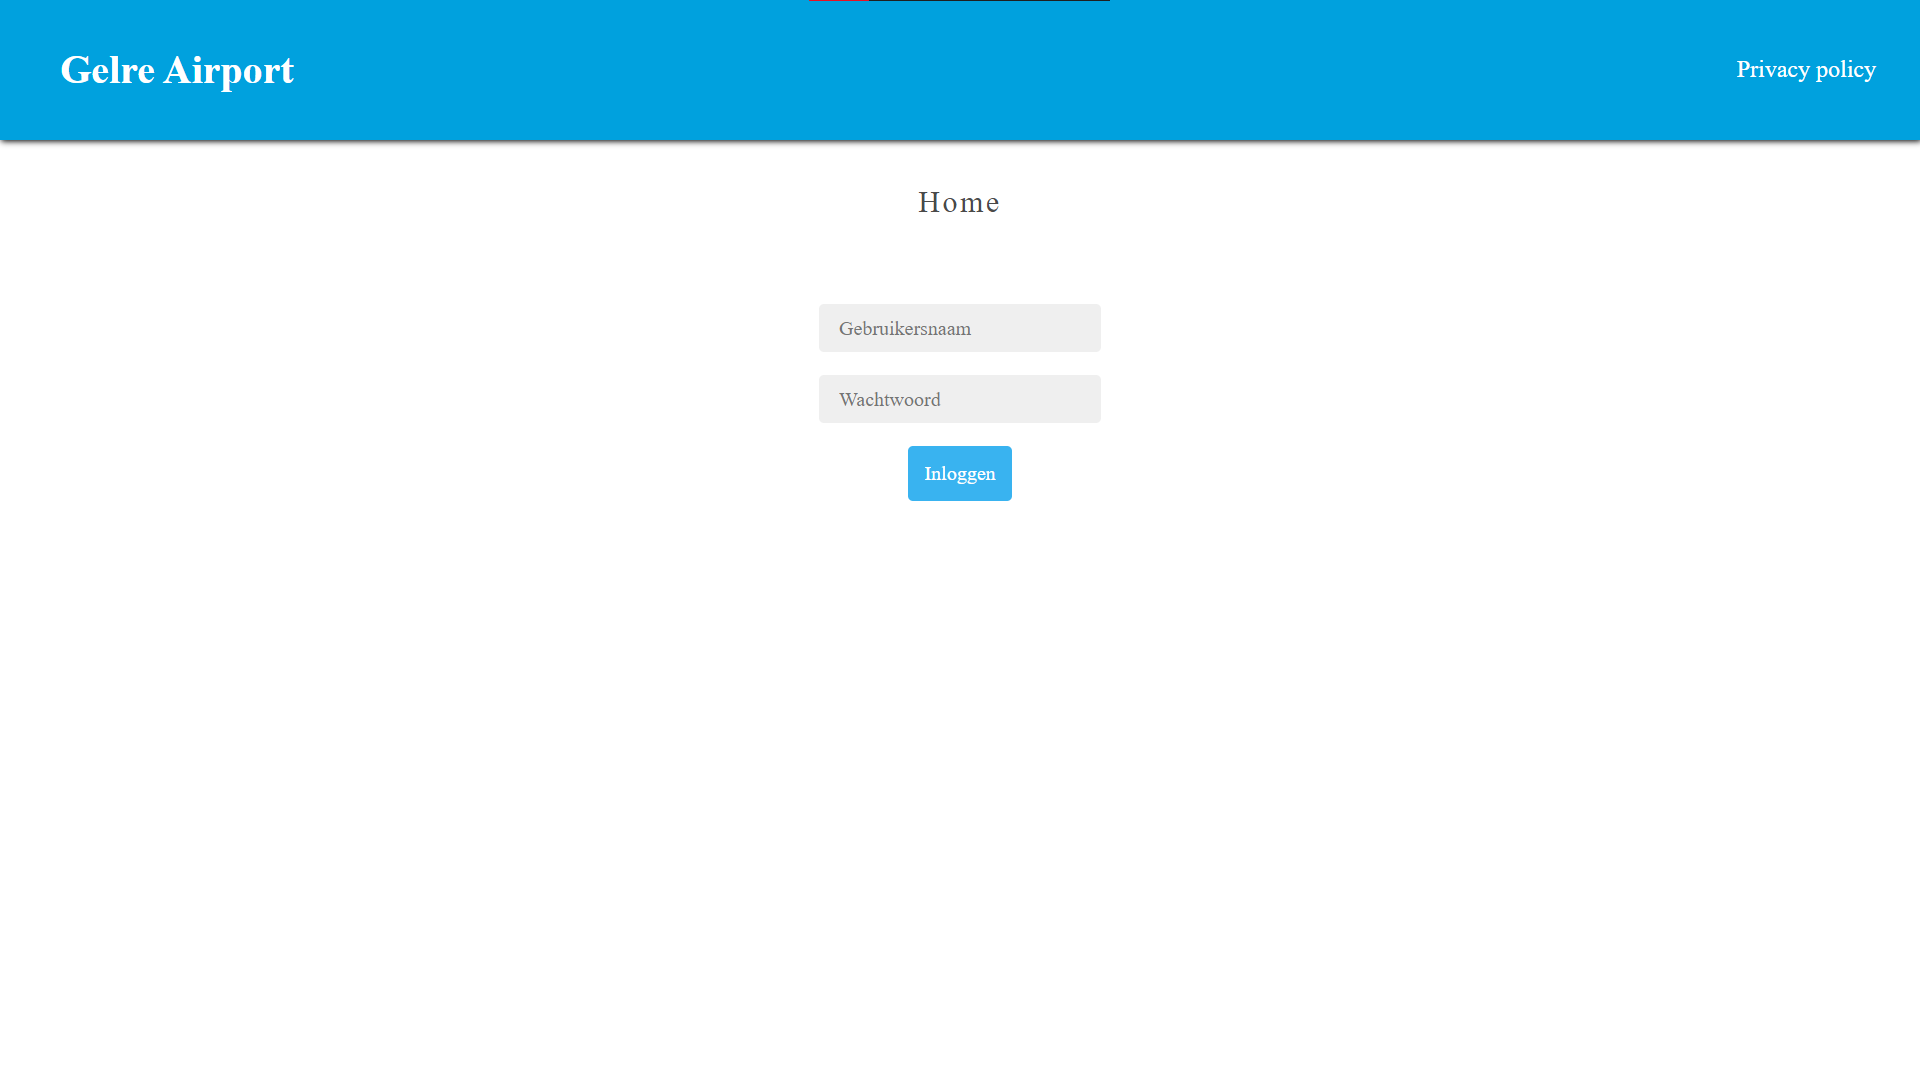 Gelre Airport
Privacy policy
Home
Gebruikersnaam
Wachtwoord
Inloggen